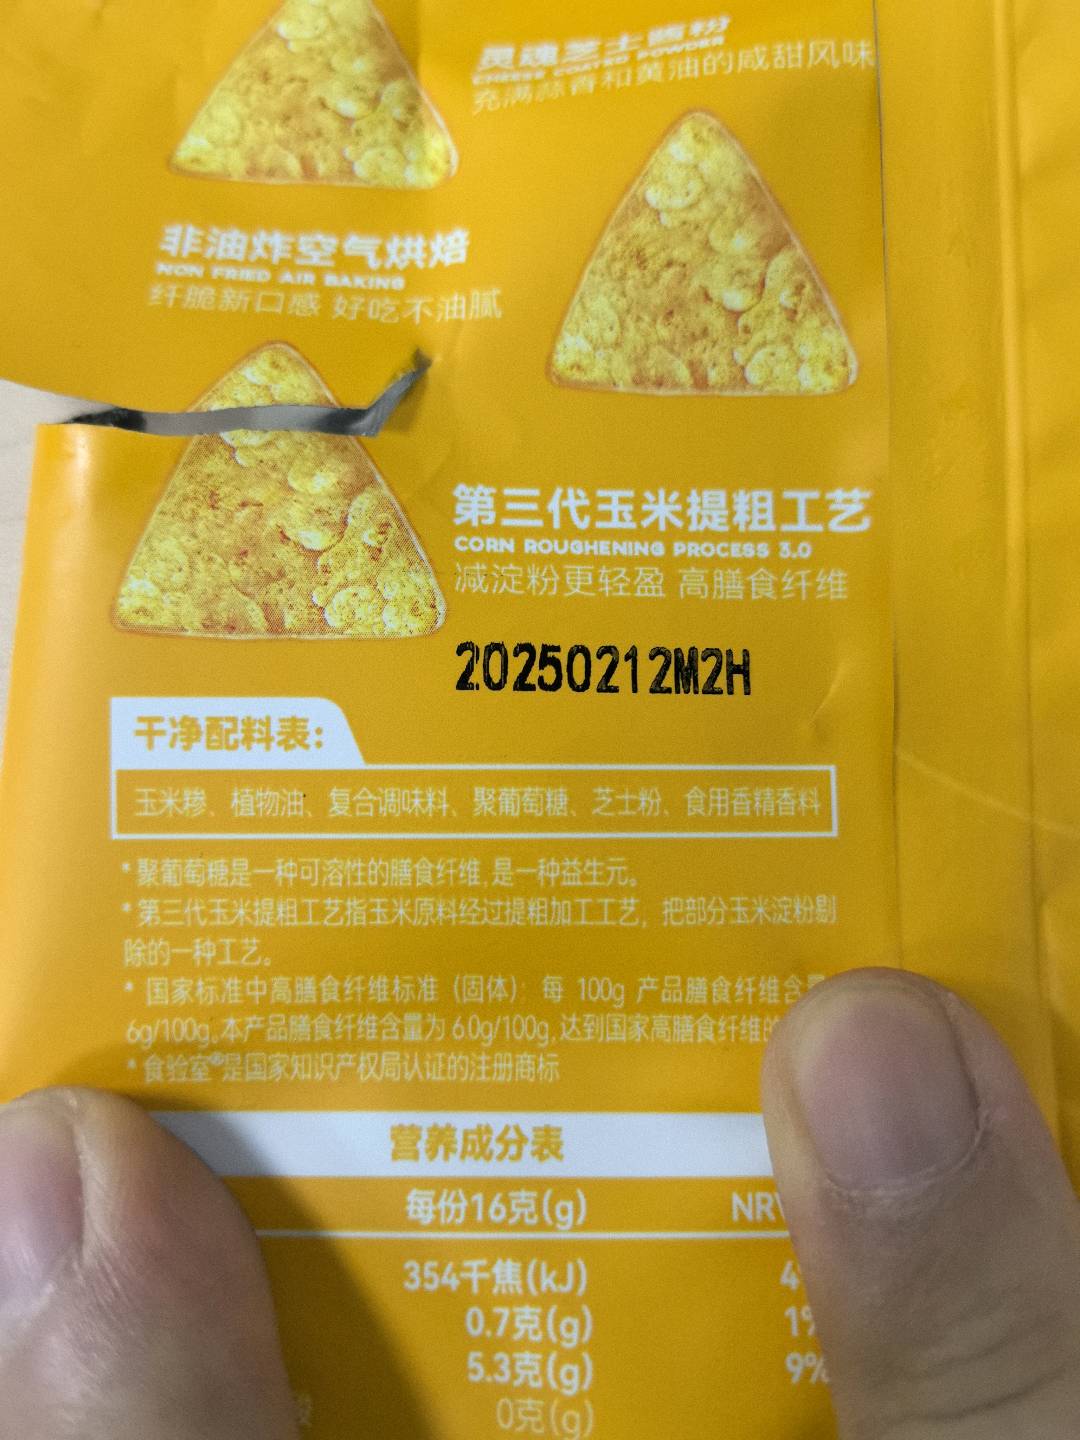 灵魂芝士蘸粉
CHEESE COATED POWDER
充满蒜香和黄油的咸甜风味
非油炸空气烘焙
NON FRIED AIR BAKING
纤脆新口感 好吃不油腻
第三代玉米提粗工艺
CORN ROUGHENING PROCESS 3.0
减淀粉更轻盈 高膳食纤维
20250212M2H
干净配料表:
玉米糁、植物油、复合调味料、聚葡萄糖、芝士粉、食用香精香料
*聚葡萄糖是一种可溶性的膳食纤维,是一种益生元。
*第三代玉米提粗工艺指玉米原料经过提粗加工工艺，把部分玉米淀粉剔
除的一种工艺。
* 国家标准中高膳食纤维标准（固体）：每 100g 产品膳食纤维含
6g/100g。本产品膳食纤维含量为 6.0g/100g,达到国家高膳食纤维的
*食验室®是国家知识产权局认证的注册商标
营养成分表
每份16克(g) NRV
354千焦(kJ) 4
0.7克(g) 1%
5.3克(g) 9%
0克(g)